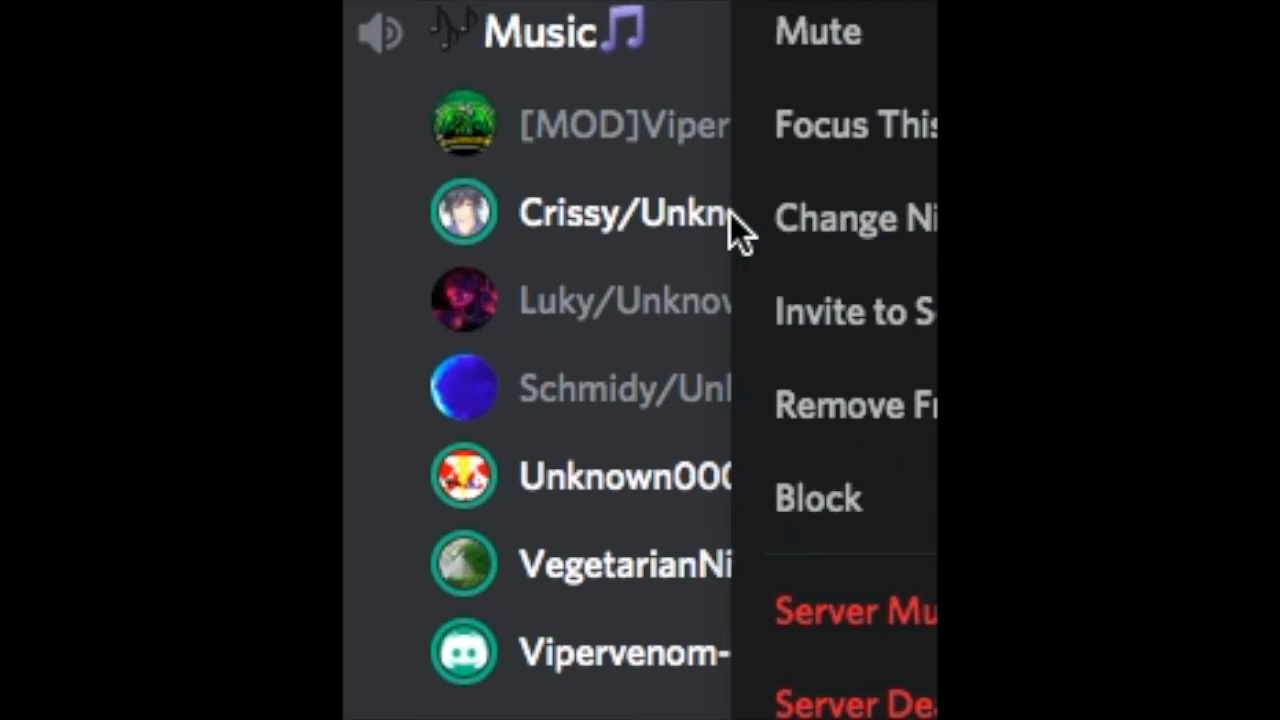 🎶 Music🎵
[MOD]Viper
Crissy/Unkn
Luky/Unknov
Schmidy/Unk
Unknown000
VegetarianNi
Vipervenom-
Mute
Focus This
Change Ni
Invite to S
Remove Fr
Block
Server Mu
Server De